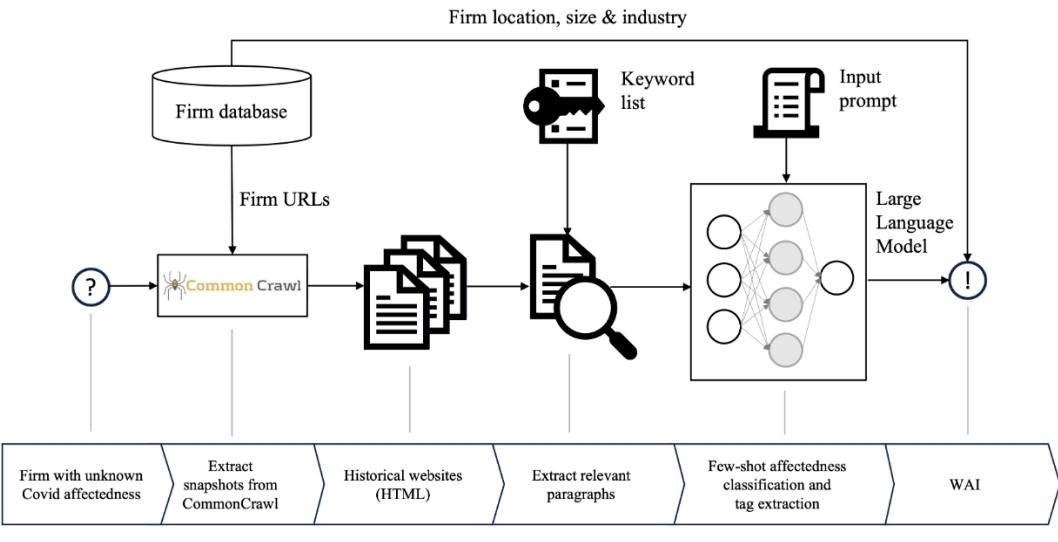 Firm location, size & industry
Firm database
Keyword
list
Input
prompt
Firm URLs
Large
Language
Model
?
Common Crawl
!
Firm with unknown
Covid affectedness
Extract
snapshots from
CommonCrawl
Historical websites
(HTML)
Extract relevant
paragraphs
Few-shot affectedness
classification and
tag extraction
WAI